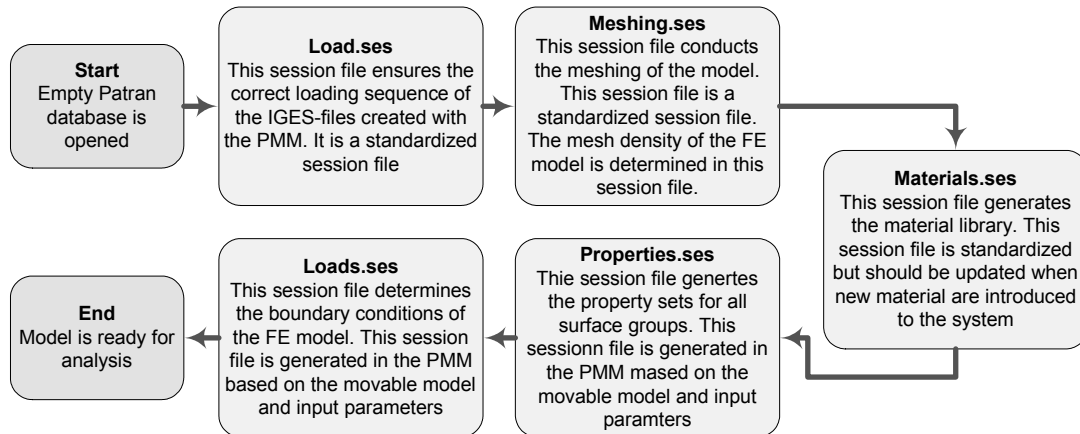 Start
Empty Patran
database is
opened
Load.ses
This session file ensures the
correct loading sequence of
the IGES-files created with
the PMM. It is a standardized
session file
Meshing.ses
This session file conducts
the meshing of the model.
This session file is a
standardized session file.
The mesh density of the FE
model is determined in this
session file.
Materials.ses
This session file generates
the material library. This
session file is standardized
but should be updated when
new material are introduced
to the system
Properties.ses
Thie session file genertes
the property sets for all
surface groups. This
sessionn file is generated in
the PMM mased on the
movable model and input
paramters
Loads.ses
This session file determines
the boundary conditions of
the FE model. This session
file is generated in the PMM
based on the movable model
and input parameters
End
Model is ready for
analysis